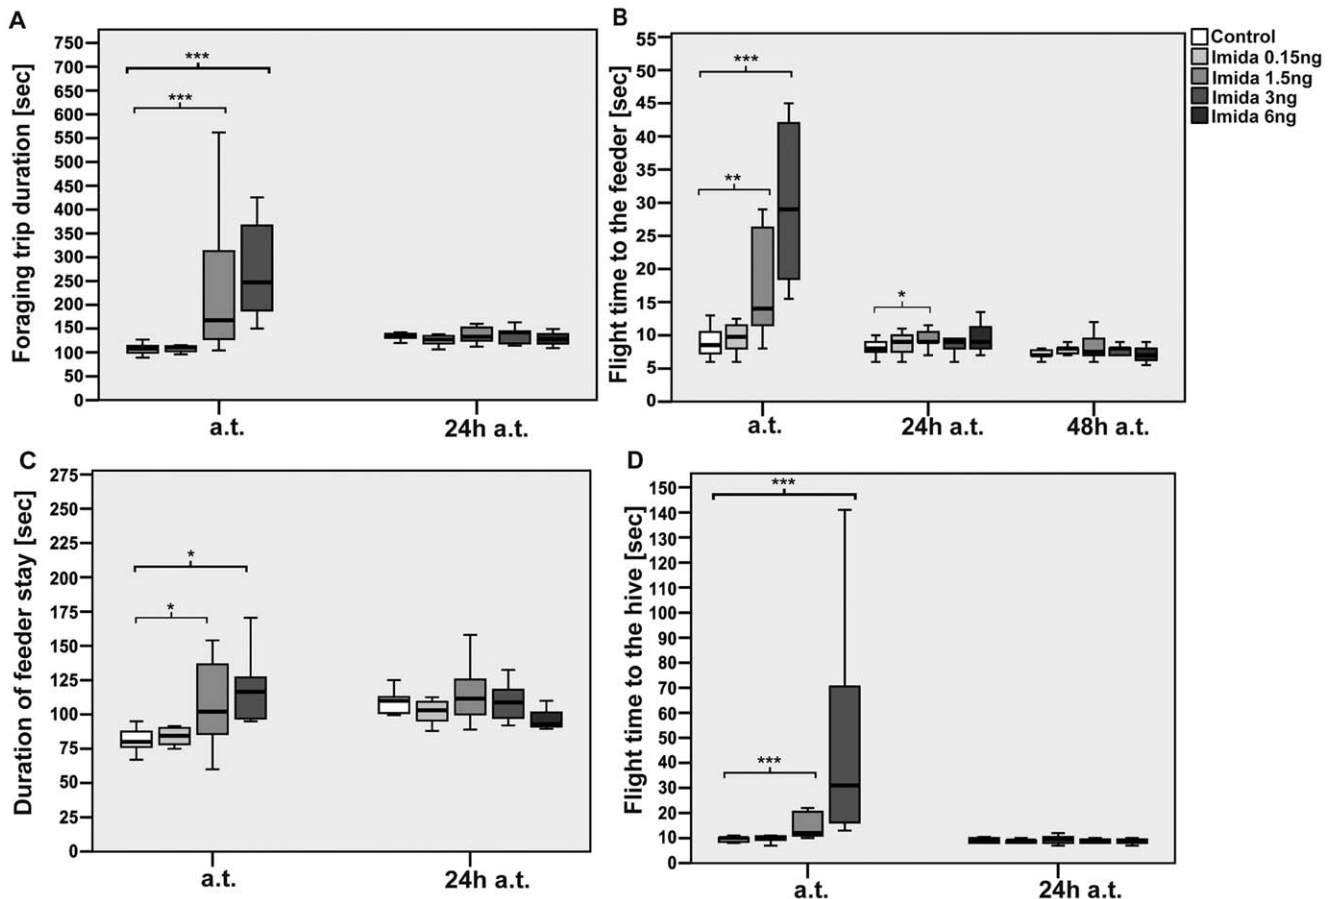 A
Foraging trip duration [sec]
750
700
650
600
550
500
450
400
350
300
250
200
150
100
50
0
***
***
a.t.
24h a.t.
B
Flight time to the feeder [sec]
55
50
45
40
35
30
25
20
15
10
5
0
***
**
*
a.t.
24h a.t.
48h a.t.
Control
Imida 0.15ng
Imida 1.5ng
Imida 3ng
Imida 6ng
C
Duration of feeder stay [sec]
275
250
225
200
175
150
125
100
75
50
25
0
*
*
a.t.
24h a.t.
D
Flight time to the hive [sec]
150
140
130
120
110
100
90
80
70
60
50
40
30
20
10
0
***
***
a.t.
24h a.t.